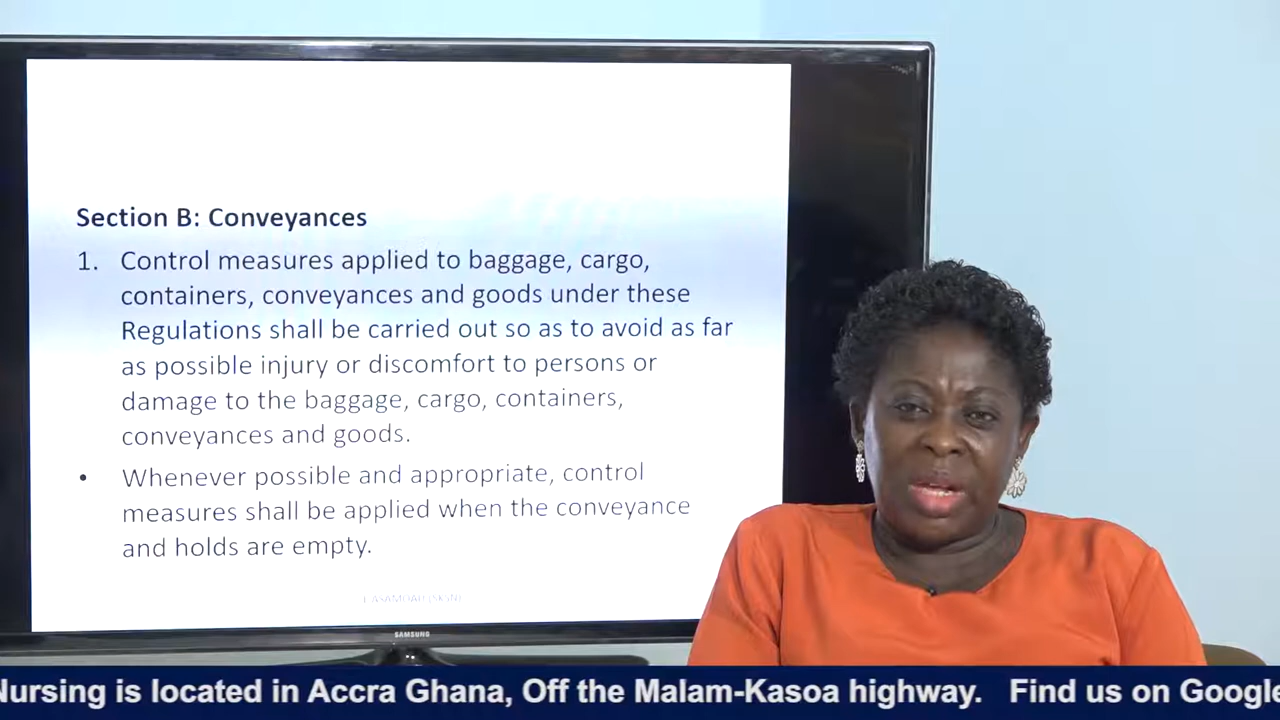 Section B: Conveyances
1. Control measures applied to baggage, cargo,
containers, conveyances and goods under these
Regulations shall be carried out so as to avoid as far
as possible injury or discomfort to persons or
damage to the baggage, cargo, containers,
conveyances and goods.
• Whenever possible and appropriate, control
measures shall be applied when the conveyance
and holds are empty.
SAMSUNG
Nursing is located in Accra Ghana, Off the Malam-Kasoa highway. Find us on Google